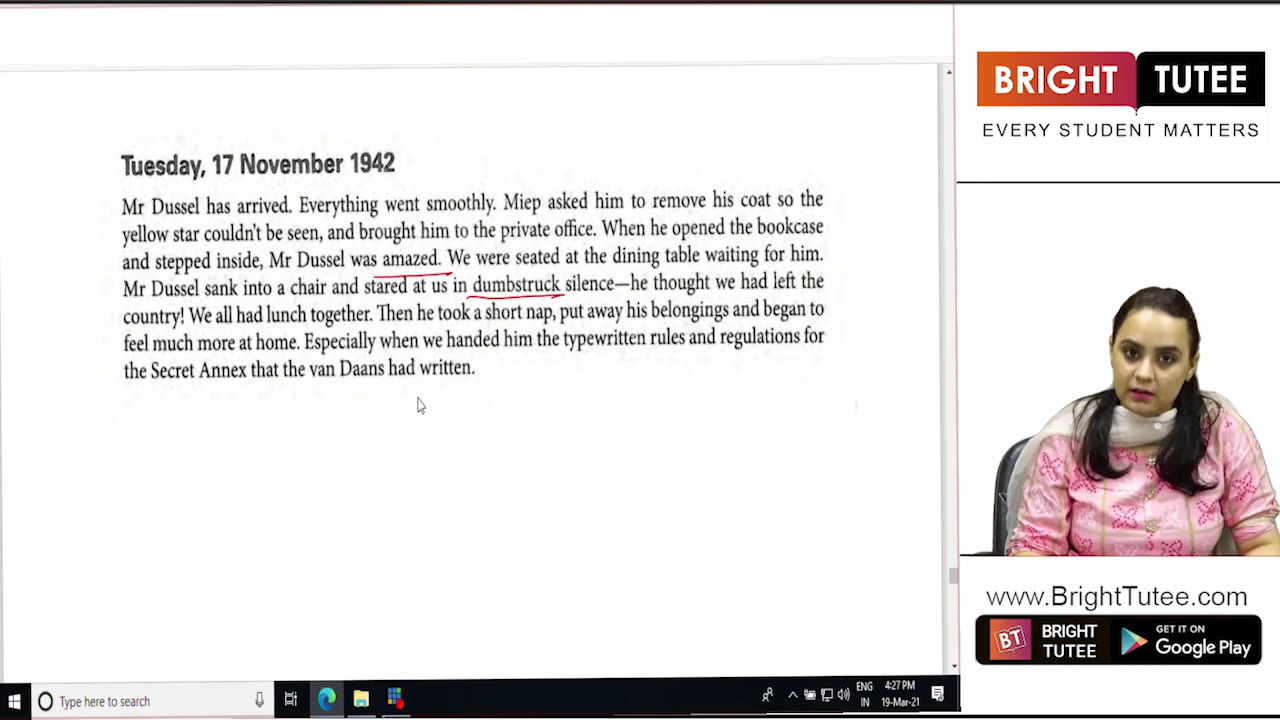 Tuesday, 17 November 1942
Mr Dussel has arrived. Everything went smoothly. Miep asked him to remove his coat so the
yellow star couldn't be seen, and brought him to the private office. When he opened the bookcase
and stepped inside, Mr Dussel was amazed. We were seated at the dining table waiting for him.
Mr Dussel sank into a chair and stared at us in dumbstruck silence—he thought we had left the
country! We all had lunch together. Then he took a short nap, put away his belongings and began to
feel much more at home. Especially when we handed him the typewritten rules and regulations for
the Secret Annex that the van Daans had written.
BRIGHT TUTEE
EVERY STUDENT MATTERS
www.BrightTutee.com
BT
BRIGHT
TUTEE
GET IT ON
Google Play
Type here to search
ENG
IN
4:27 PM
19-Mar-21